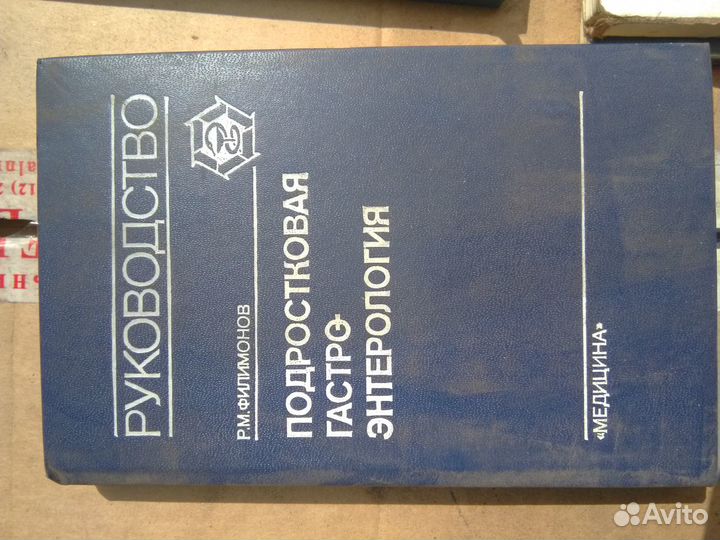 РУКОВОДСТВО
Р.М.ФИЛИМОНОВ
ПОДРОСТКОВАЯ
ГАСТРО-
ЭНТЕРОЛОГИЯ
«МЕДИЦИНА»
Avito